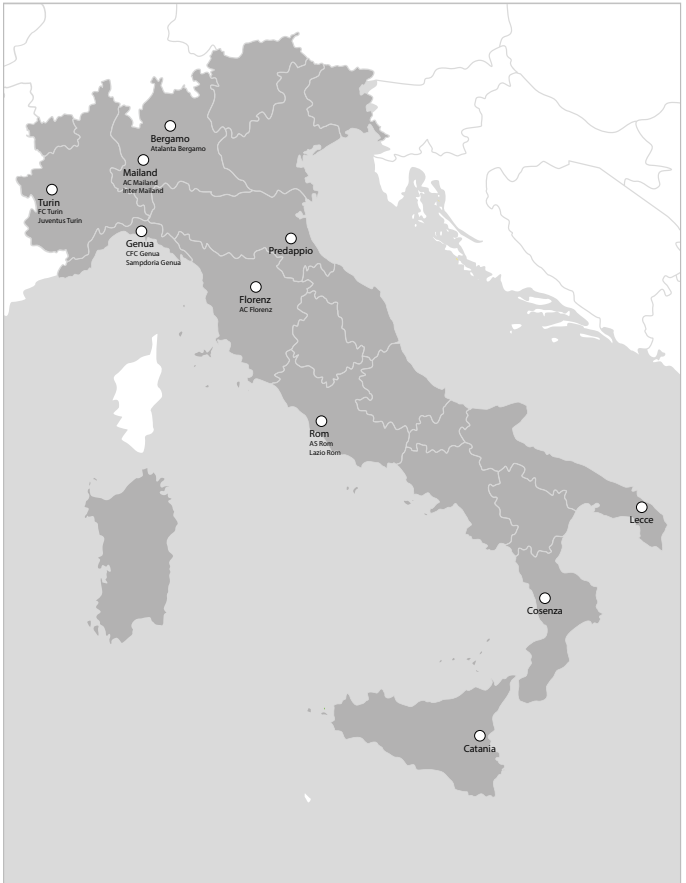 Bergamo
Atalanta Bergamo
Mailand
AC Mailand
Inter Mailand
Turin
FC Turin
Juventus Turin
Genua
CFC Genua
Sampdoria Genua
Predappio
Florenz
AC Florenz
Rom
AS Rom
Lazio Rom
Lecce
Cosenza
Catania